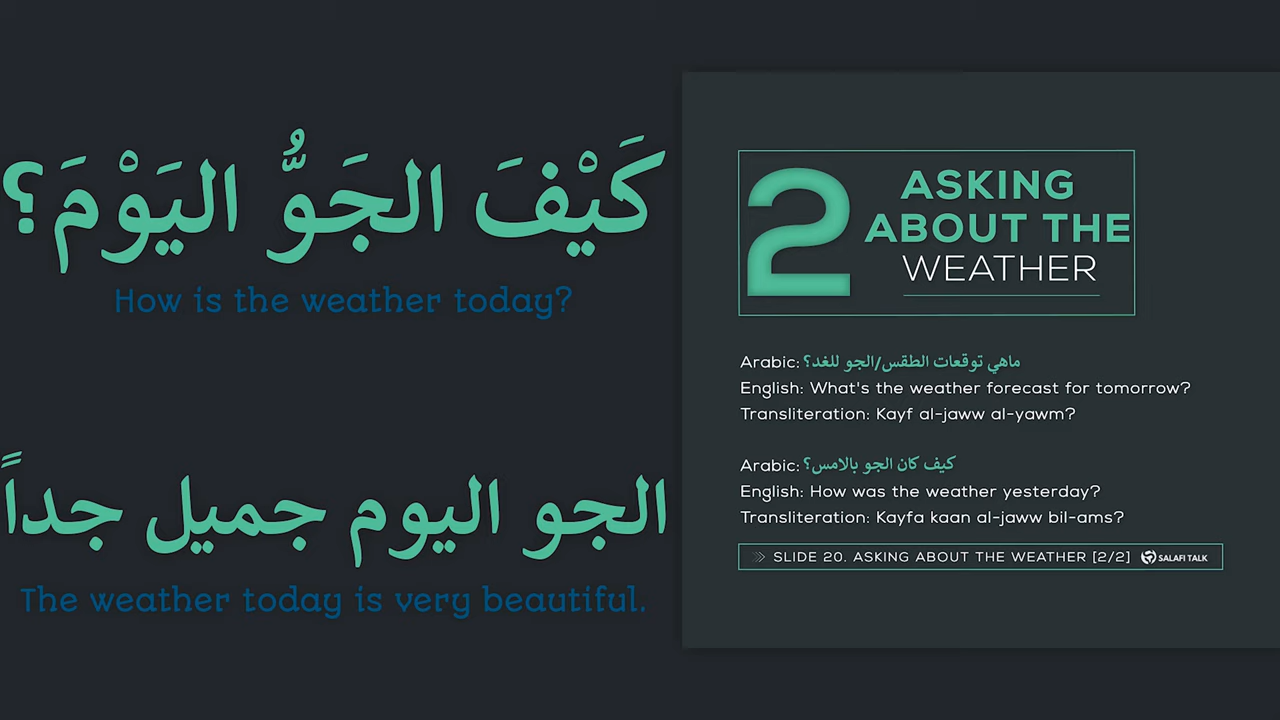 كَيْفَ الجَوُّ اليَوْمَ؟
How is the weather today?
الجو اليوم جميل جداً
The weather today is very beautiful.
2
ASKING
ABOUT THE
WEATHER
Arabic: ماهي توقعات الطقس/الجو للغد؟
English: What's the weather forecast for tomorrow?
Transliteration: Kayf al-jaww al-yawm?
Arabic: كيف كان الجو بالامس؟
English: How was the weather yesterday?
Transliteration: Kayfa kaan al-jaww bil-ams?
SLIDE 20. ASKING ABOUT THE WEATHER [2/2] SALAFI TALK